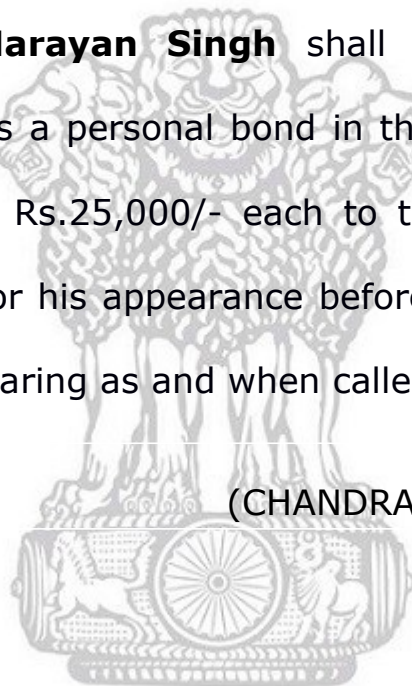 Narayan Singh shall
s a personal bond in th
Rs.25,000/- each to t
or his appearance before
aring as and when calle
(CHANDRA